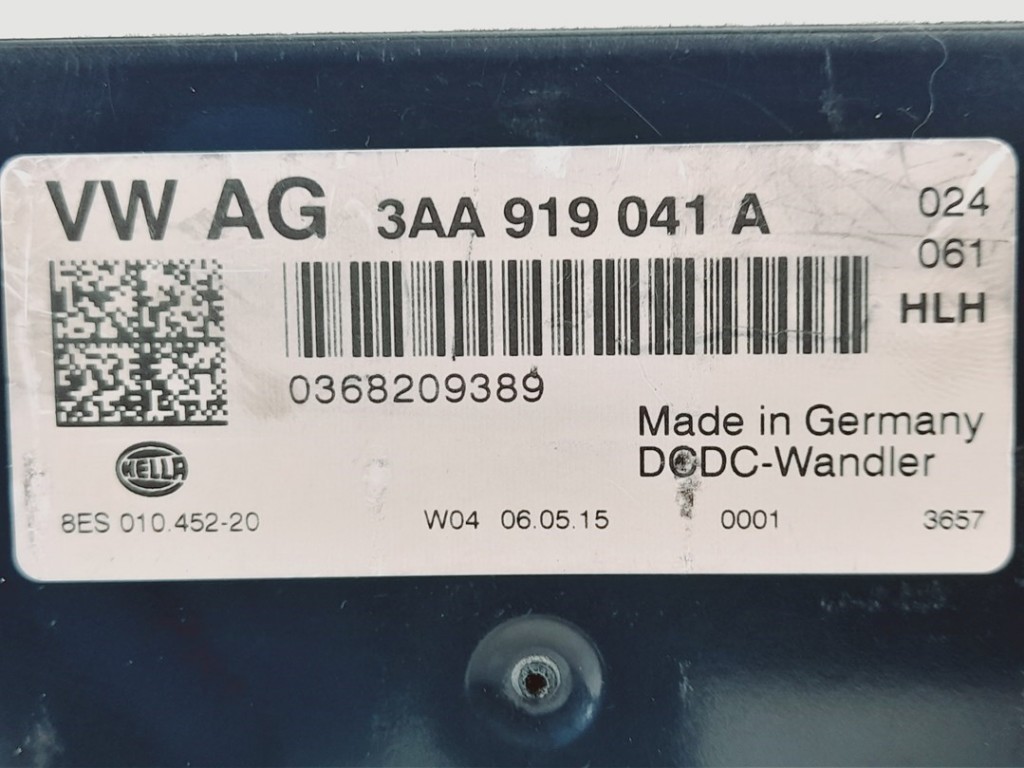 VW AG 3AA 919 041 A 024
061
HLH
0368209389
Made in Germany
DCDC-Wandler
HELLA
8ES 010.452-20 W04 06.05.15 0001 3657